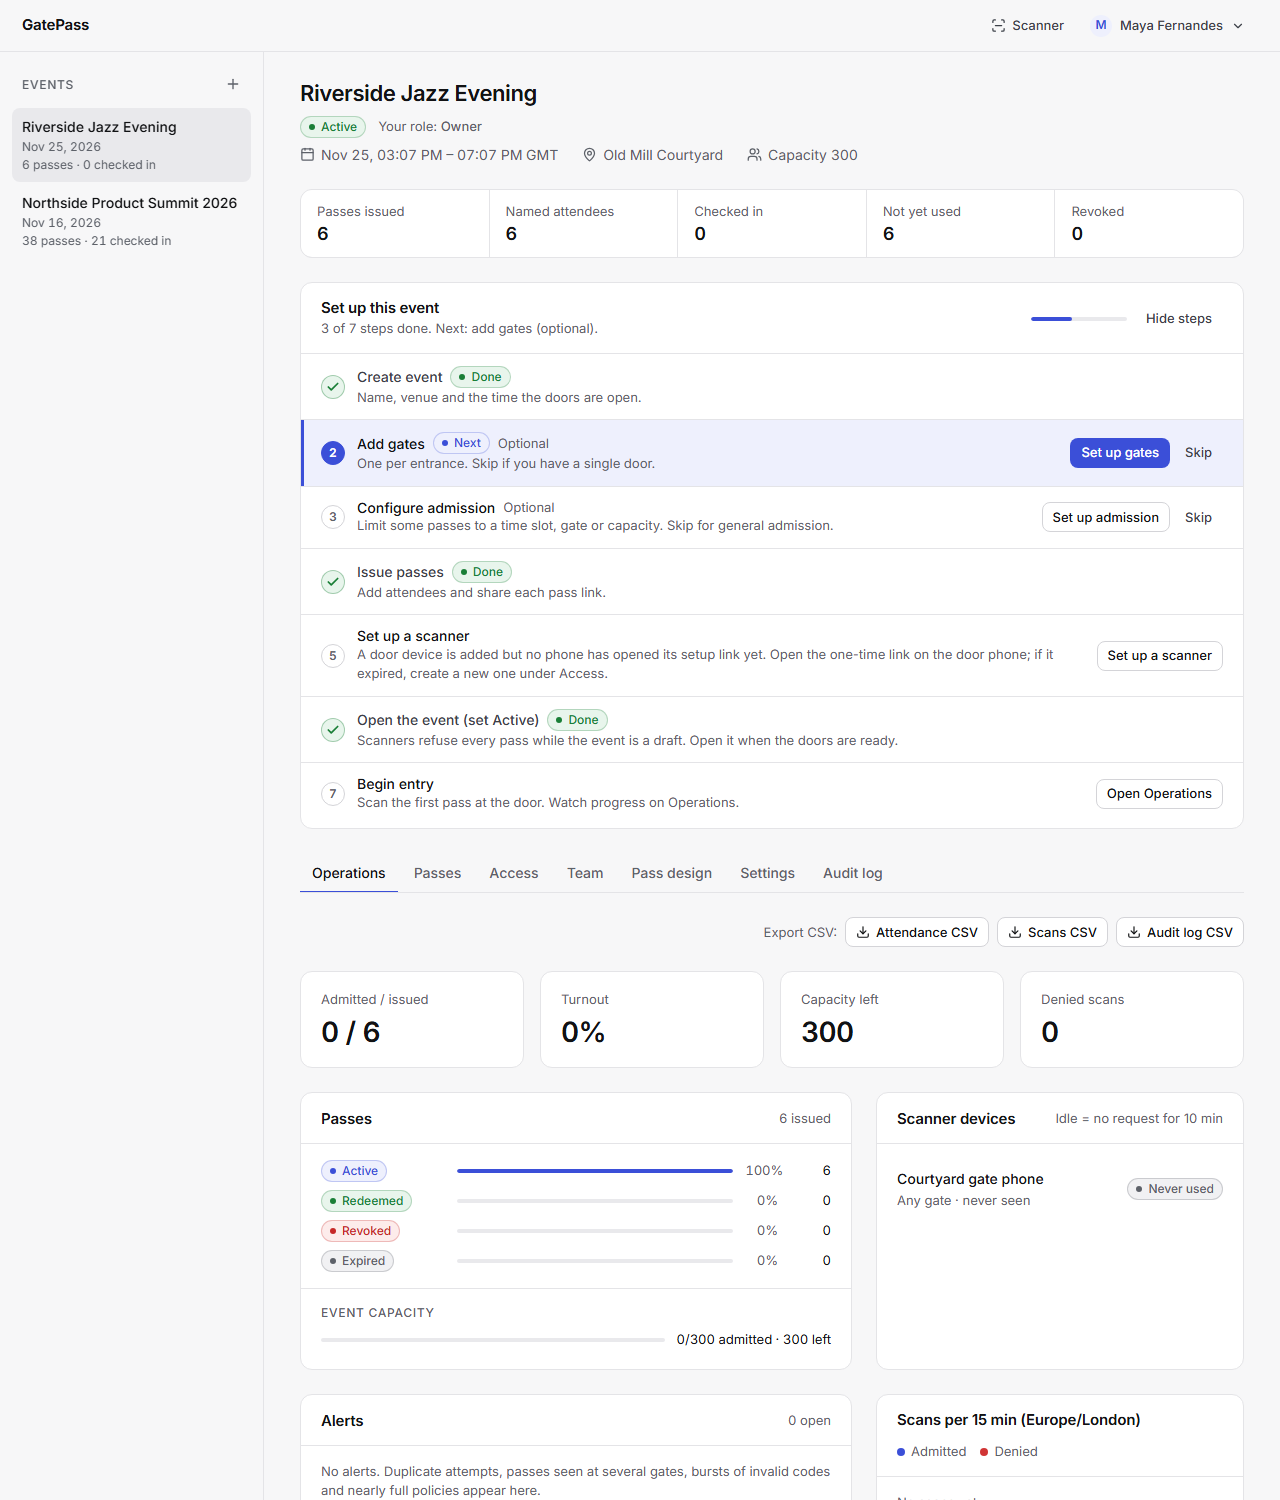 GatePass
Scanner
M Maya Fernandes
EVENTS
Riverside Jazz Evening
Nov 25, 2026
6 passes · 0 checked in
Northside Product Summit 2026
Nov 16, 2026
38 passes · 21 checked in
Riverside Jazz Evening
Active Your role: Owner
Nov 25, 03:07 PM – 07:07 PM GMT Old Mill Courtyard Capacity 300
Passes issued Named attendees Checked in Not yet used Revoked
6 6 0 6 0
Set up this event
3 of 7 steps done. Next: add gates (optional).
Hide steps
Create event Done
Name, venue and the time the doors are open.
2 Add gates Next Optional
One per entrance. Skip if you have a single door.
Set up gates Skip
3 Configure admission Optional
Limit some passes to a time slot, gate or capacity. Skip for general admission.
Set up admission Skip
Issue passes Done
Add attendees and share each pass link.
5 Set up a scanner
A door device is added but no phone has opened its setup link yet. Open the one-time link on the door phone; if it
expired, create a new one under Access.
Set up a scanner
Open the event (set Active) Done
Scanners refuse every pass while the event is a draft. Open it when the doors are ready.
7 Begin entry
Scan the first pass at the door. Watch progress on Operations.
Open Operations
Operations Passes Access Team Pass design Settings Audit log
Export CSV: Attendance CSV Scans CSV Audit log CSV
Admitted / issued Turnout Capacity left Denied scans
0 / 6 0% 300 0
Passes 6 issued
Active 100% 6
Redeemed 0% 0
Revoked 0% 0
Expired 0% 0
EVENT CAPACITY
0/300 admitted · 300 left
Scanner devices Idle = no request for 10 min
Courtyard gate phone
Any gate · never seen
Never used
Alerts 0 open
No alerts. Duplicate attempts, passes seen at several gates, bursts of invalid codes
and nearly full policies appear here.
Scans per 15 min (Europe/London)
Admitted Denied